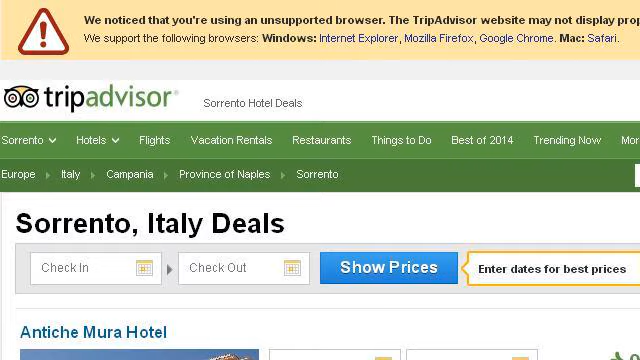 We noticed that you're using an unsupported browser. The TripAdvisor website may not display
We support the following browsers: Windows: Internet Explorer, Mozilla Firefox, Google Chrome. Mac: Safari.
tripadvisor
Sorrento Hotel Deals
Sorrento Hotels Flights Vacation Rentals Restaurants Things to Do Best of 2014 Trending Now
Europe Italy Campania Province of Naples Sorrento
Sorrento, Italy Deals
Check In Check Out Show Prices Enter dates for best prices
Antiche Mura Hotel